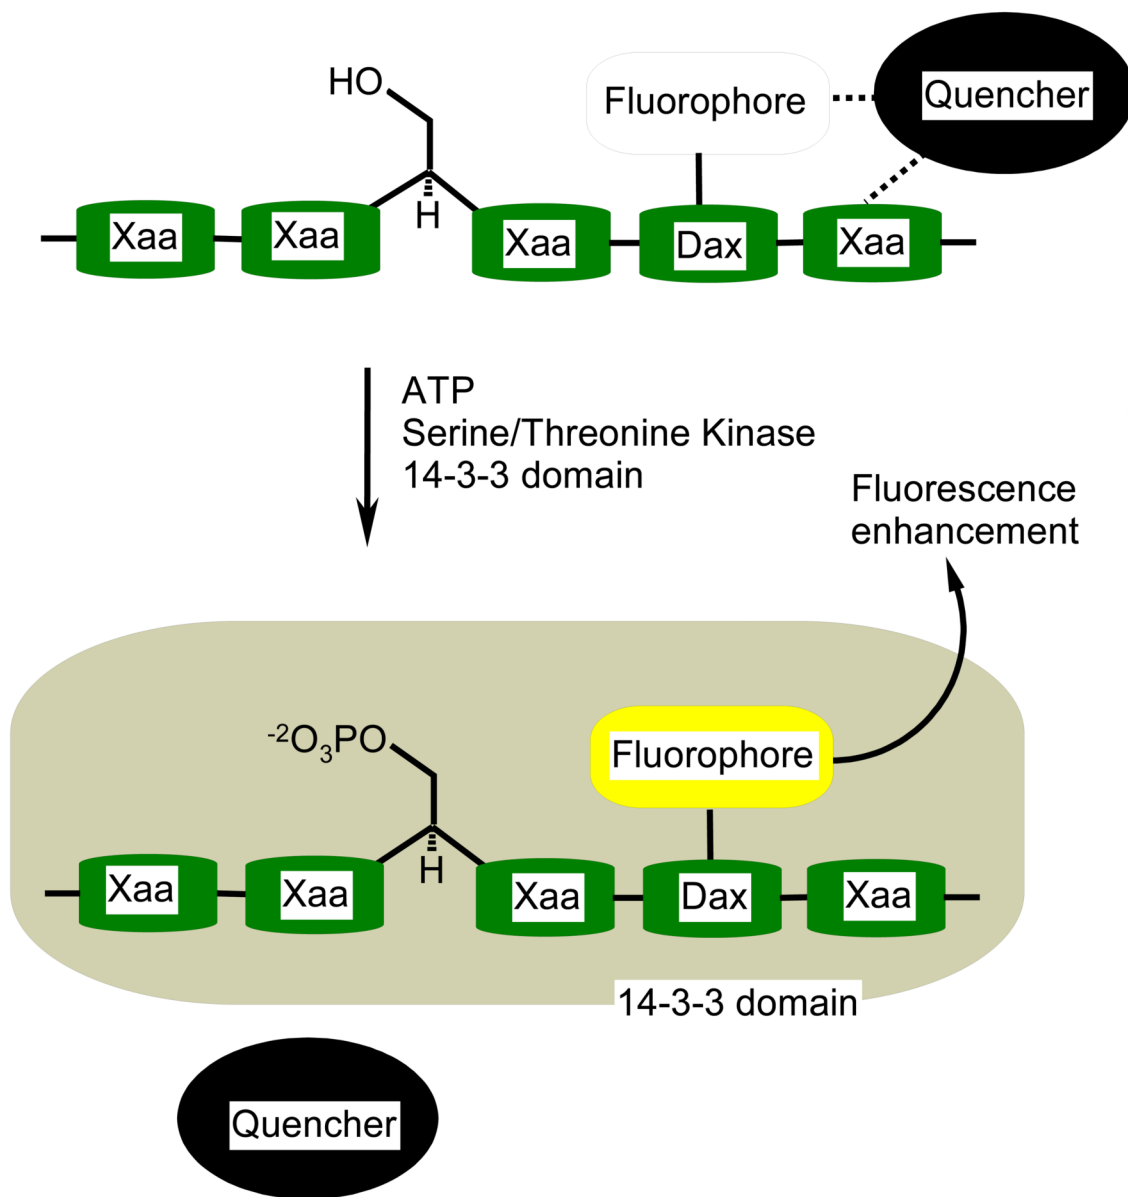 HO
Fluorophore
Quencher
H
Xaa
Xaa
Xaa
Dax
Xaa
ATP
Serine/Threonine Kinase
14-3-3 domain
Fluorescence
enhancement
⁻²O₃PO
Fluorophore
H
Xaa
Xaa
Xaa
Dax
Xaa
14-3-3 domain
Quencher